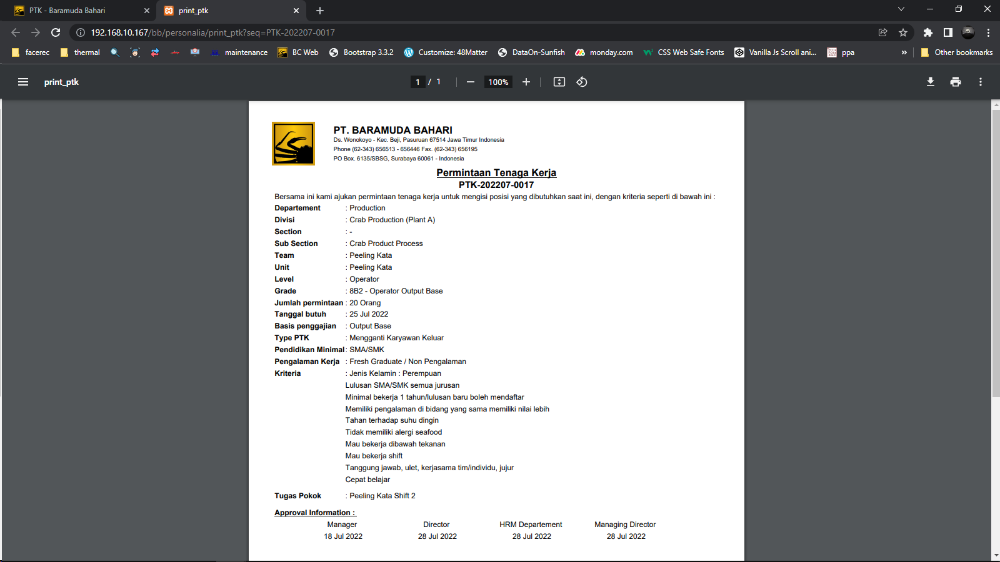 PTK - Baramuda Bahari
print_ptk
192.168.10.167/bb/personalia/print_ptk?seq=PTK-202207-0017
facerec
thermal
maintenance
BC Web
Bootstrap 3.3.2
Customize: 48Matter
DataOn-Sunfish
monday.com
CSS Web Safe Fonts
Vanilla Js Scroll ani...
ppa
»
Other bookmarks
print_ptk
1 / 1
100%
PT. BARAMUDA BAHARI
Ds. Wonokoyo - Kec. Beji, Pasuruan 67514 Jawa Timur Indonesia
Phone (62-343) 656513 - 656446 Fax. (62-343) 656195
PO Box. 6135/SBSG, Surabaya 60061 - Indonesia
Permintaan Tenaga Kerja
PTK-202207-0017
Bersama ini kami ajukan permintaan tenaga kerja untuk mengisi posisi yang dibutuhkan saat ini, dengan kriteria seperti di bawah ini :
Departement : Production
Divisi : Crab Production (Plant A)
Section : -
Sub Section : Crab Product Process
Team : Peeling Kata
Unit : Peeling Kata
Level : Operator
Grade : 8B2 - Operator Output Base
Jumlah permintaan : 20 Orang
Tanggal butuh : 25 Jul 2022
Basis penggajian : Output Base
Type PTK : Mengganti Karyawan Keluar
Pendidikan Minimal : SMA/SMK
Pengalaman Kerja : Fresh Graduate / Non Pengalaman
Kriteria : Jenis Kelamin : Perempuan
Lulusan SMA/SMK semua jurusan
Minimal bekerja 1 tahun/lulusan baru boleh mendaftar
Memiliki pengalaman di bidang yang sama memiliki nilai lebih
Tahan terhadap suhu dingin
Tidak memiliki alergi seafood
Mau bekerja dibawah tekanan
Mau bekerja shift
Tanggung jawab, ulet, kerjasama tim/individu, jujur
Cepat belajar
Tugas Pokok : Peeling Kata Shift 2
Approval Information :
Manager Director HRM Departement Managing Director
18 Jul 2022 28 Jul 2022 28 Jul 2022 28 Jul 2022